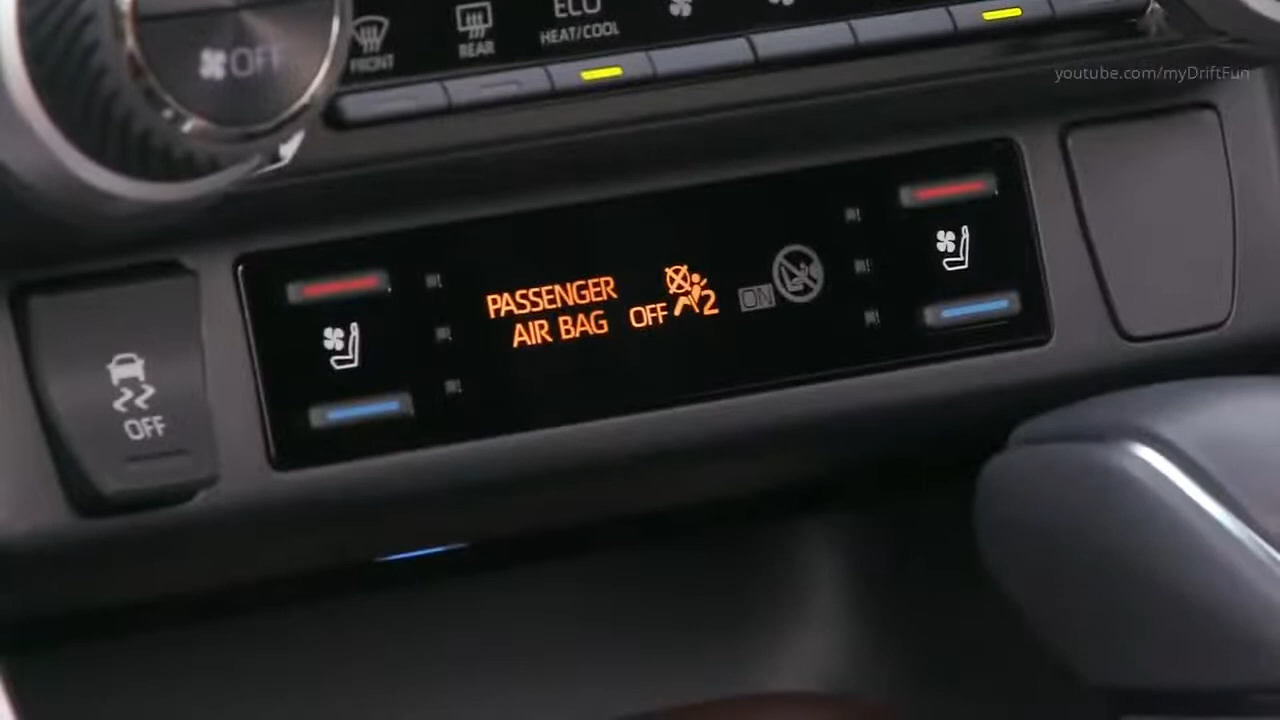 OFF
FRONT
REAR
ECO
HEAT/COOL
youtube.com/myDriftFun
PASSENGER
AIR BAG
OFF
2
ON
OFF